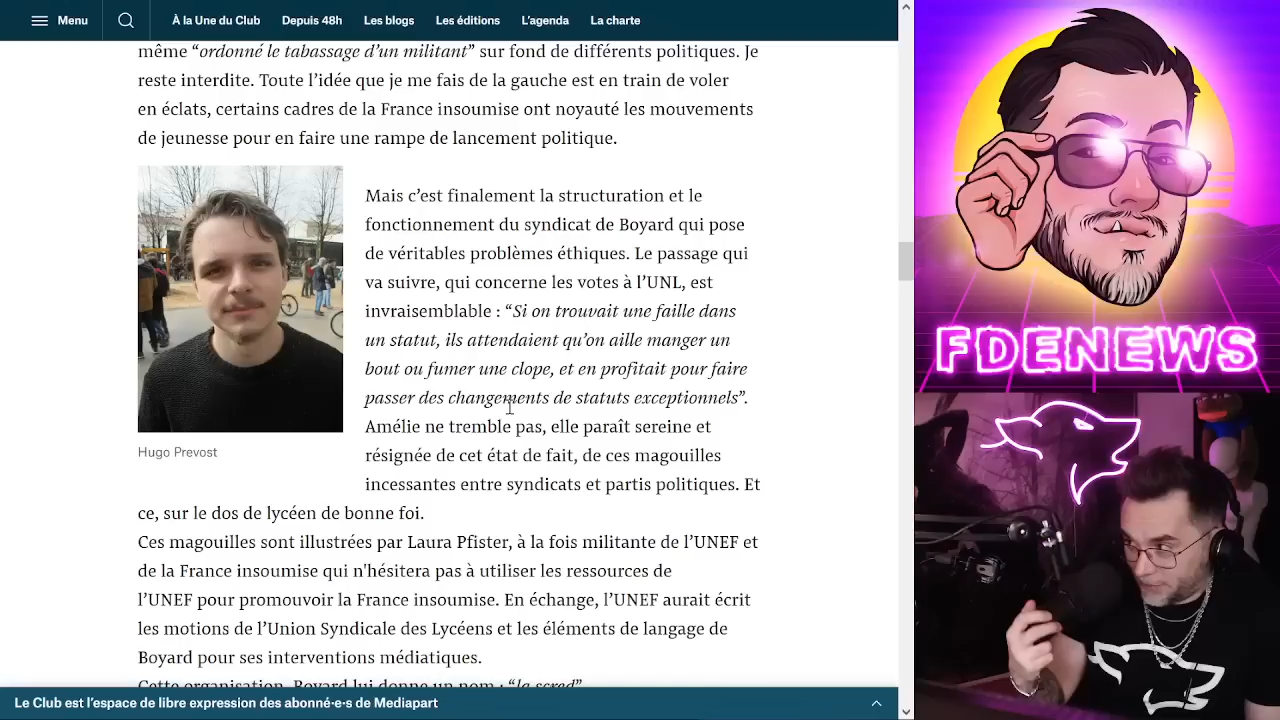 Menu
À la Une du Club
Depuis 48h
Les blogs
Les éditions
L'agenda
La charte
même “ordonné le tabassage d’un militant” sur fond de différents politiques. Je
reste interdite. Toute l’idée que je me fais de la gauche est en train de voler
en éclats, certains cadres de la France insoumise ont noyauté les mouvements
de jeunesse pour en faire une rampe de lancement politique.
Mais c’est finalement la structuration et le
fonctionnement du syndicat de Boyard qui pose
de véritables problèmes éthiques. Le passage qui
va suivre, qui concerne les votes à l’UNL, est
invraisemblable : “Si on trouvait une faille dans
un statut, ils attendaient qu’on aille manger un
bout ou fumer une clope, et en profitait pour faire
passer des changements de statuts exceptionnels”.
Amélie ne tremble pas, elle paraît sereine et
résignée de cet état de fait, de ces magouilles
incessantes entre syndicats et partis politiques. Et
Hugo Prevost
ce, sur le dos de lycéen de bonne foi.
Ces magouilles sont illustrées par Laura Pfister, à la fois militante de l’UNEF et
de la France insoumise qui n'hésitera pas à utiliser les ressources de
l’UNEF pour promouvoir la France insoumise. En échange, l’UNEF aurait écrit
les motions de l’Union Syndicale des Lycéens et les éléments de langage de
Boyard pour ses interventions médiatiques.
Cette organisation, Boyard lui donne un nom : “la scred”
Le Club est l’espace de libre expression des abonné·e·s de Mediapart
FDENEWS